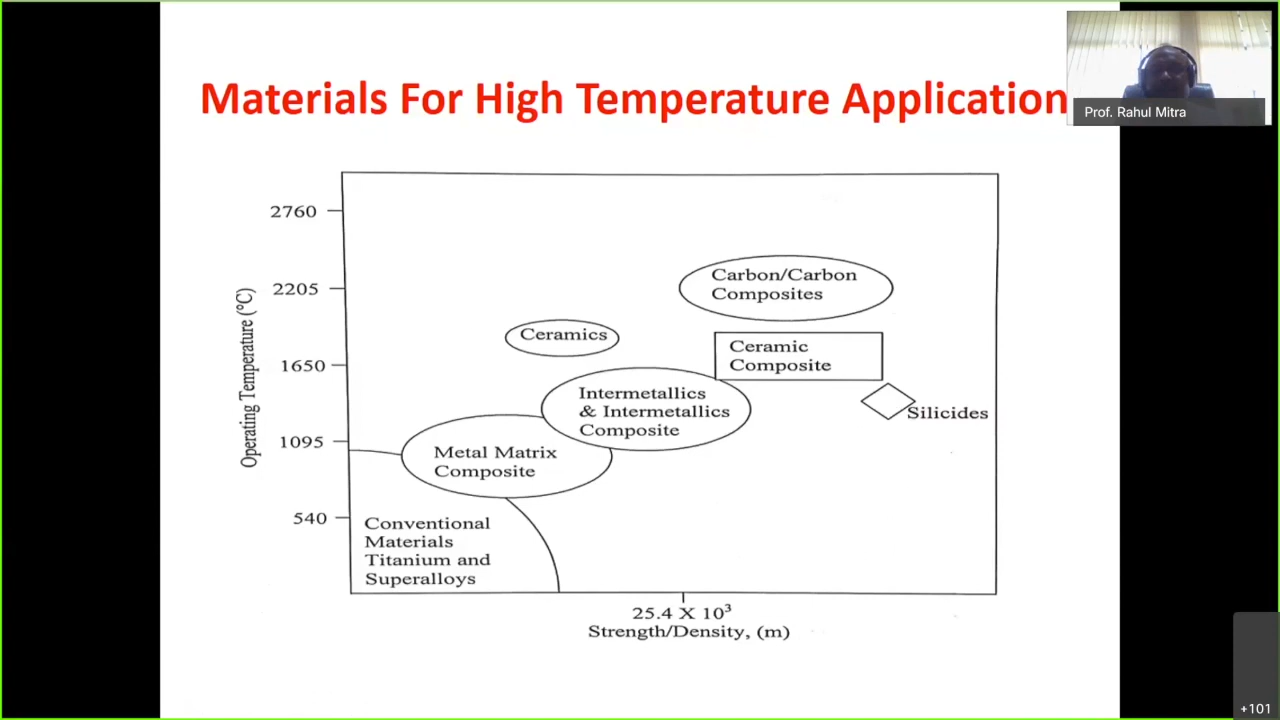 Materials For High Temperature Application
Prof. Rahul Mitra
2760
2205
1650
1095
540
Operating Temperature (°C)
Carbon/Carbon
Composites
Ceramics
Ceramic
Composite
Intermetallics
& Intermetallics
Composite
Silicides
Metal Matrix
Composite
Conventional
Materials
Titanium and
Superalloys
25.4 X 10³
Strength/Density, (m)
+101